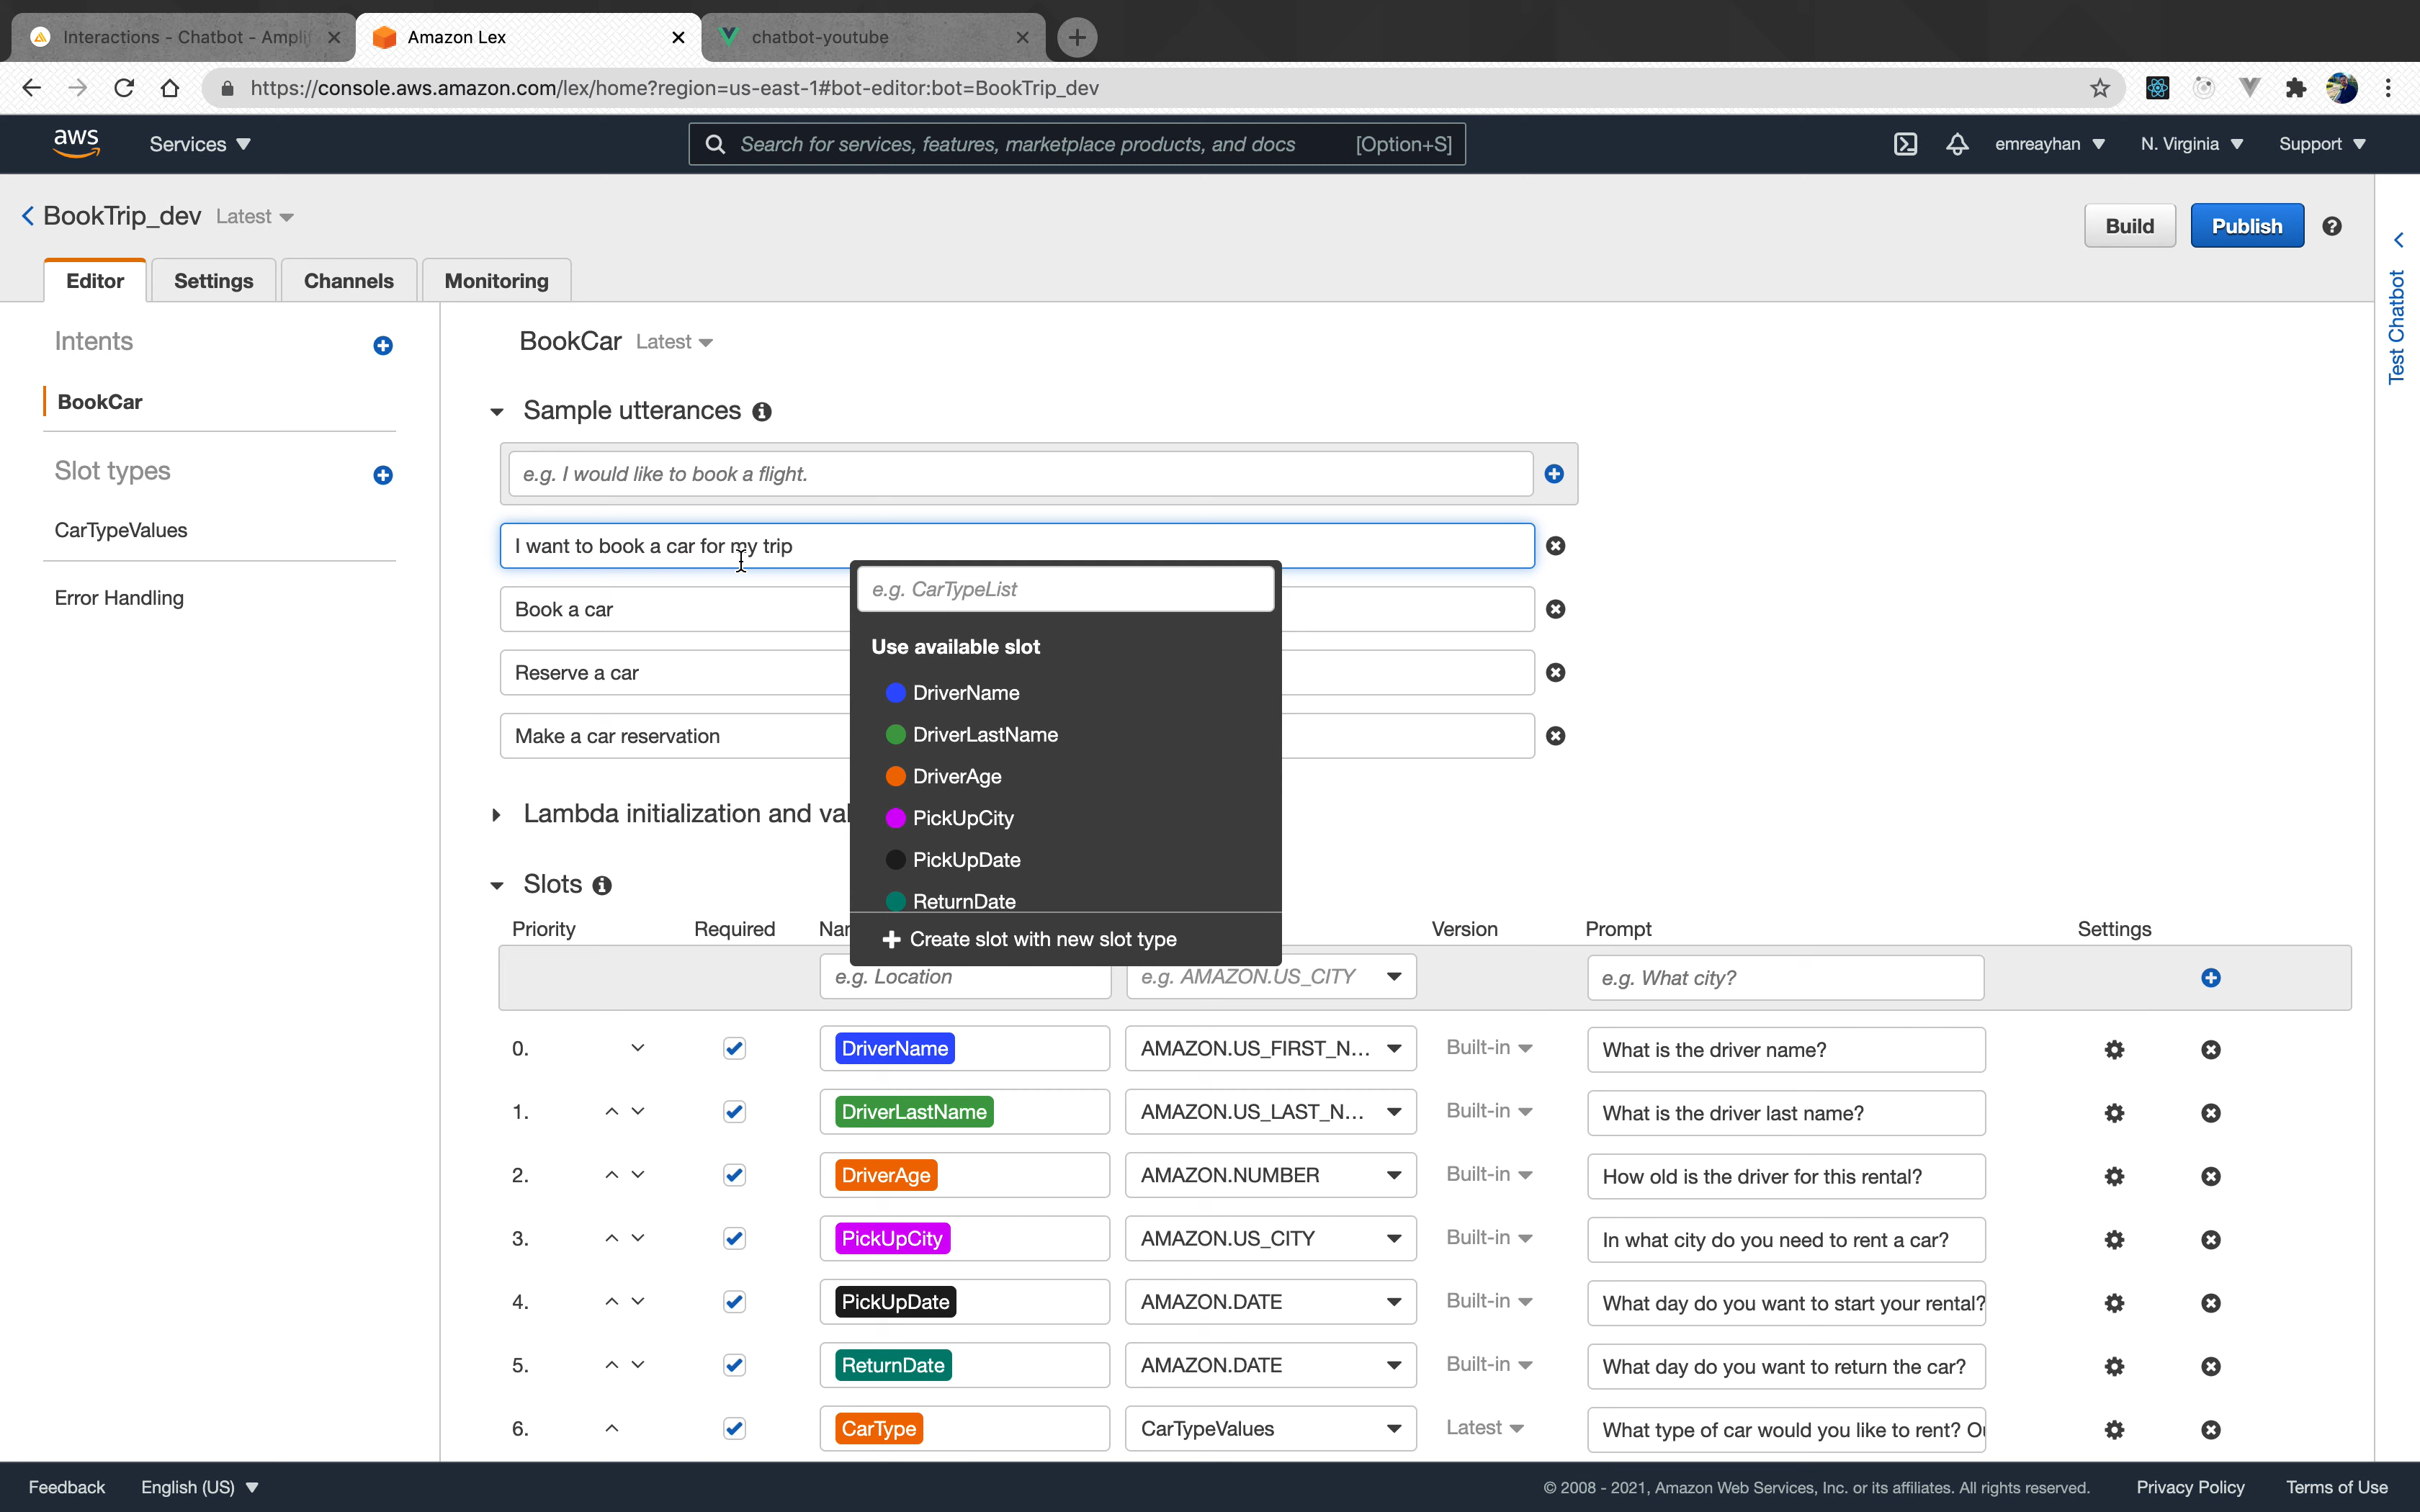 Interactions - Chatbot - Ampli
Amazon Lex
chatbot-youtube
https://console.aws.amazon.com/lex/home?region=us-east-1#bot-editor:bot=BookTrip_dev
aws
Services
Search for services, features, marketplace products, and docs
[Option+S]
emreayhan
N. Virginia
Support
BookTrip_dev Latest
Build
Publish
Editor
Settings
Channels
Monitoring
Test Chatbot
Intents
BookCar
Slot types
CarTypeValues
Error Handling
BookCar Latest
Sample utterances
e.g. I would like to book a flight.
I want to book a car for my trip
Book a car
Reserve a car
Make a car reservation
e.g. CarTypeList
Use available slot
DriverName
DriverLastName
DriverAge
PickUpCity
PickUpDate
ReturnDate
Create slot with new slot type
Lambda initialization and val
Slots
Priority Required Nar Version Prompt Settings
e.g. Location e.g. AMAZON.US_CITY e.g. What city?
0. DriverName AMAZON.US_FIRST_N... Built-in What is the driver name?
1. DriverLastName AMAZON.US_LAST_N... Built-in What is the driver last name?
2. DriverAge AMAZON.NUMBER Built-in How old is the driver for this rental?
3. PickUpCity AMAZON.US_CITY Built-in In what city do you need to rent a car?
4. PickUpDate AMAZON.DATE Built-in What day do you want to start your rental?
5. ReturnDate AMAZON.DATE Built-in What day do you want to return the car?
6. CarType CarTypeValues Latest What type of car would you like to rent? O
Feedback
English (US)
© 2008 - 2021, Amazon Web Services, Inc. or its affiliates. All rights reserved.
Privacy Policy
Terms of Use